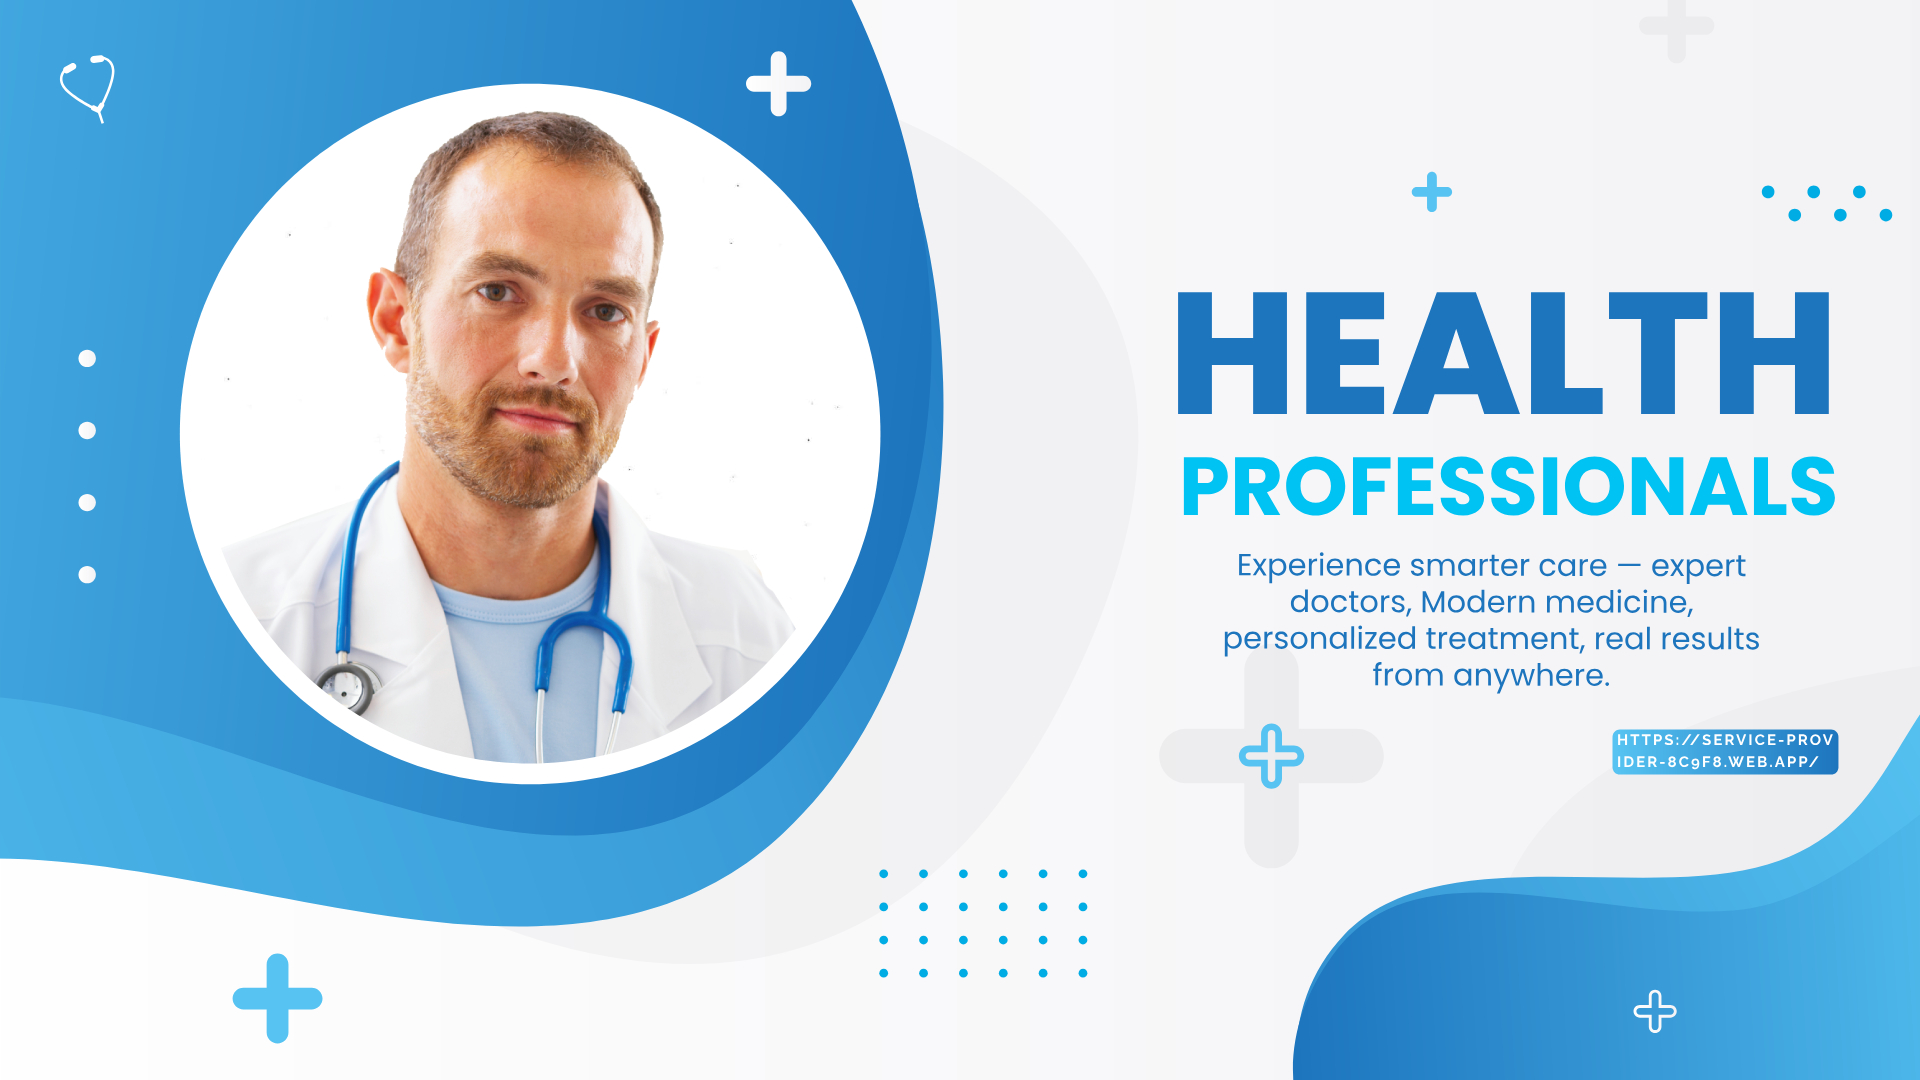 HEALTH
PROFESSIONALS
Experience smarter care — expert
doctors, Modern medicine,
personalized treatment, real results
from anywhere.
HTTPS://SERVICE-PROV
IDER-8C9F8.WEB.APP/